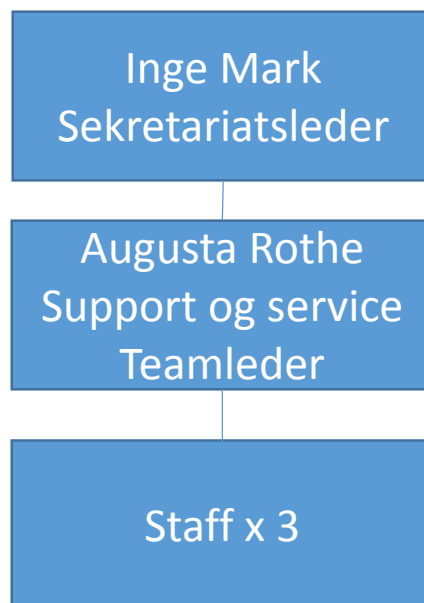 Inge Mark
Sekretariatsleder
Augusta Rothe
Support og service
Teamleder
Staff x 3